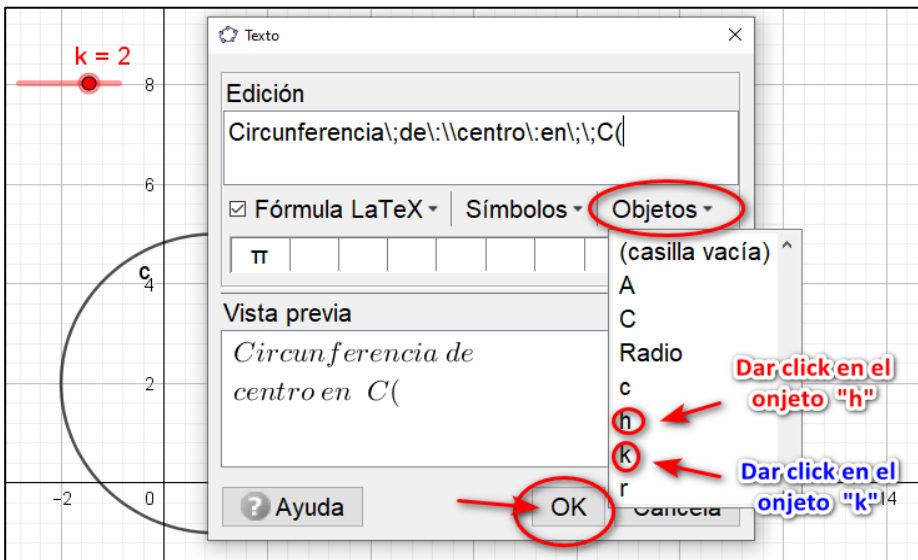 Texto
k = 2
8
Edición
Circunferencia\;de\:\\centro\:en\;\;C(
6
Fórmula LaTeX
Símbolos
Objetos
π
(casilla vacía)
c
4
A
C
Vista previa
Radio
Circunferencia de
centro en C(
2
c
Dar click en el
onjeto "h"
h
k
Dar click en el
onjeto "k"
r
-2
0
14
Ayuda
OK
Cancela